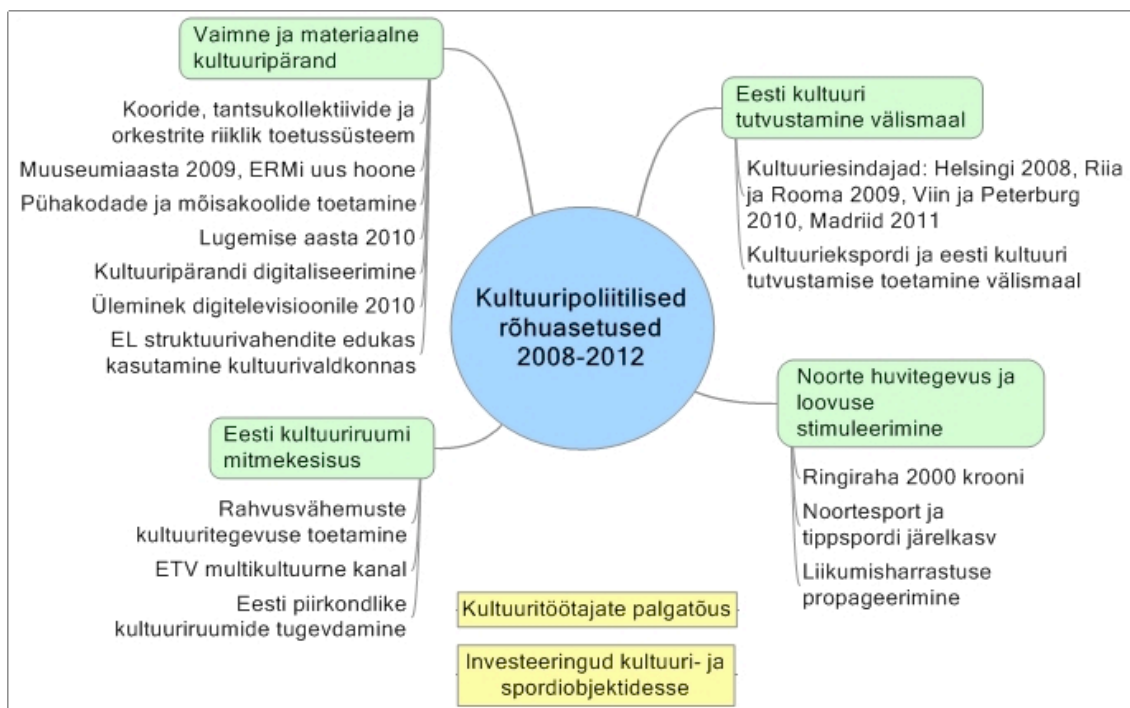 Vaimne ja materiaalne
kultuuripärand
Kooride, tantsukollektiivide ja
orkestrite riiklik toetussüsteem
Muuseumiaasta 2009, ERMi uus hoone
Pühakodade ja mõisakoolide toetamine
Lugemise aasta 2010
Kultuuripärandi digitaliseerimine
Üleminek digitelevisioonile 2010
EL struktuurivahendite edukas
kasutamine kultuurivaldkonnas
Eesti kultuuri
tutvustamine välismaal
Kultuuriesindajad: Helsingi 2008, Riia
ja Rooma 2009, Viin ja Peterburg
2010, Madriid 2011
Kultuuriekspordi ja eesti kultuuri
tutvustamise toetamine välismaal
Kultuuripoliitilised
rõhuasetused
2008-2012
Eesti kultuuriruumi
mitmekesisus
Rahvusvähemuste
kultuuritegevuse toetamine
ETV multikultuurne kanal
Eesti piirkondlike
kultuuriruumide tugevdamine
Noorte huvitegevus ja
loovuse
stimuleerimine
Ringiraha 2000 krooni
Noortesport ja
tippspordi järelkasv
Liikumisharrastuse
propageerimine
Kultuuritöötajate palgatõus
Investeeringud kultuuri- ja
spordiobjektidesse